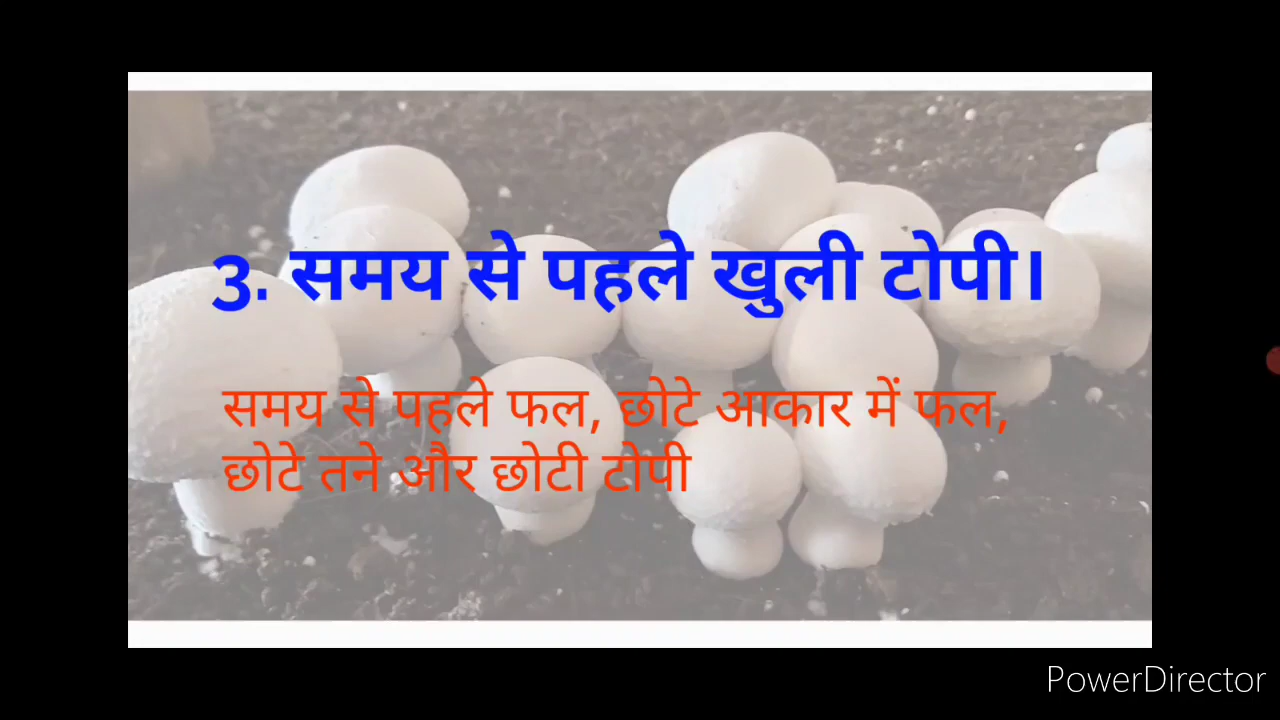 3. समय से पहले खुली टोपी।
समय से पहले फल, छोटे आकार में फल,
छोटे तने और छोटी टोपी
PowerDirector